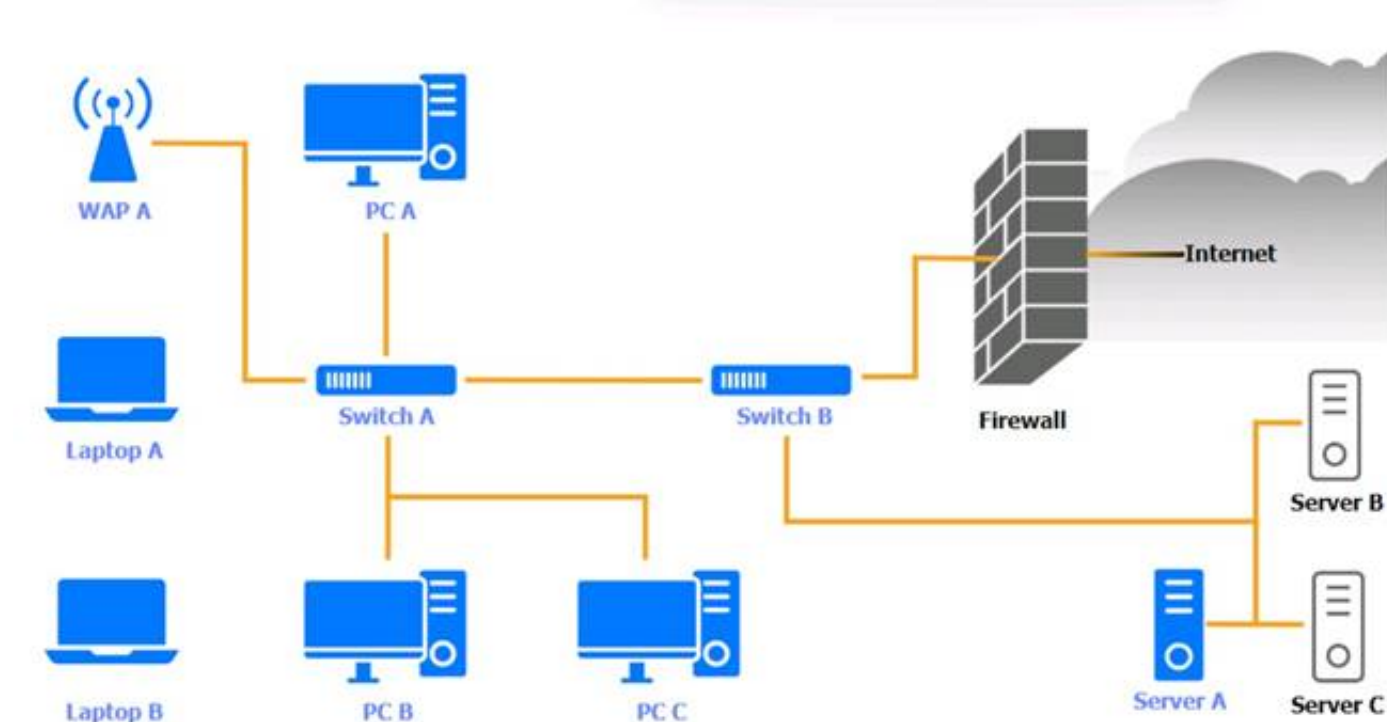 WAP A
PC A
Internet
Laptop A
Switch A
Switch B
Firewall
Server B
Laptop B
PC B
PC C
Server A
Server C